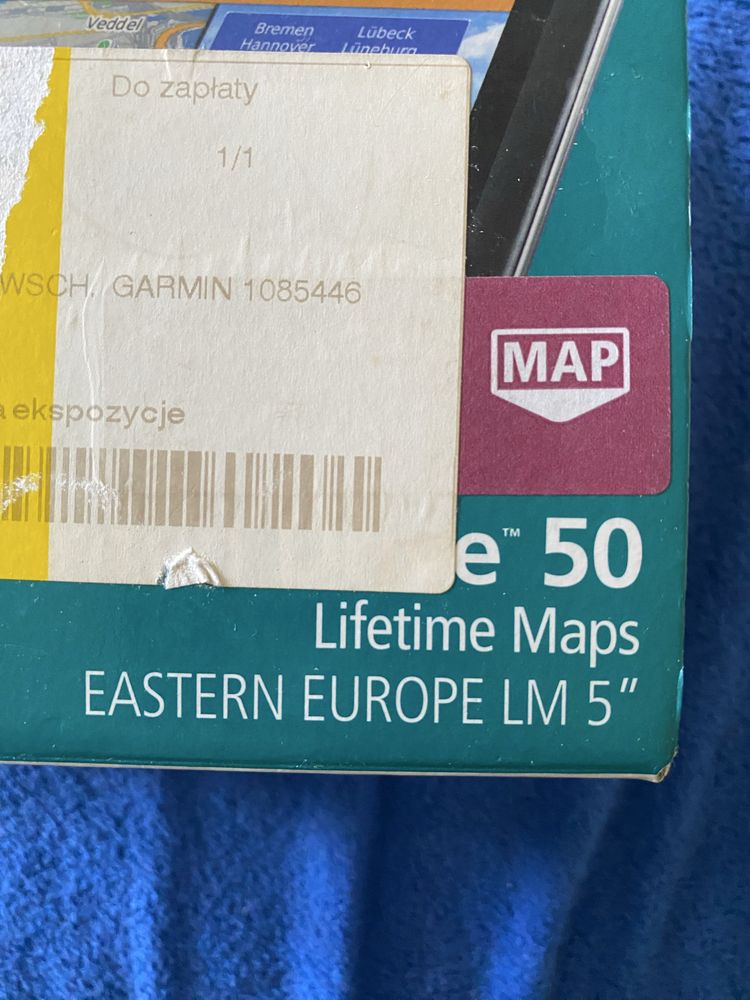 Veddel
Bremen Lübeck
Hannover Lüneburg
Do zapłaty
1/1
WSCH. GARMIN 1085446
MAP
a ekspozycje
e™ 50
Lifetime Maps
EASTERN EUROPE LM 5"